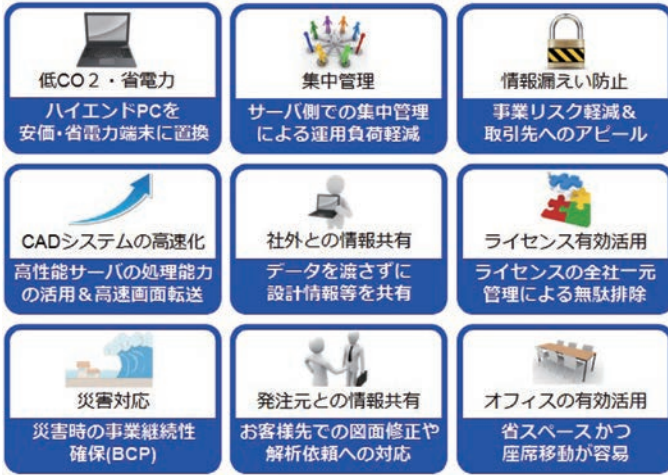 低CO２・省電力
ハイエンドPCを
安価・省電力端末に置換
集中管理
サーバ側での集中管理
による運用負荷軽減
情報漏えい防止
事業リスク軽減＆
取引先へのアピール
CADシステムの高速化
高性能サーバの処理能力
の活用＆高速画面転送
社外との情報共有
データを渡さずに
設計情報等を共有
ライセンス有効活用
ライセンスの全社一元
管理による無駄排除
災害対応
災害時の事業継続性
確保(BCP)
発注元との情報共有
お客様先での図面修正や
解析依頼への対応
オフィスの有効活用
省スペースかつ
座席移動が容易